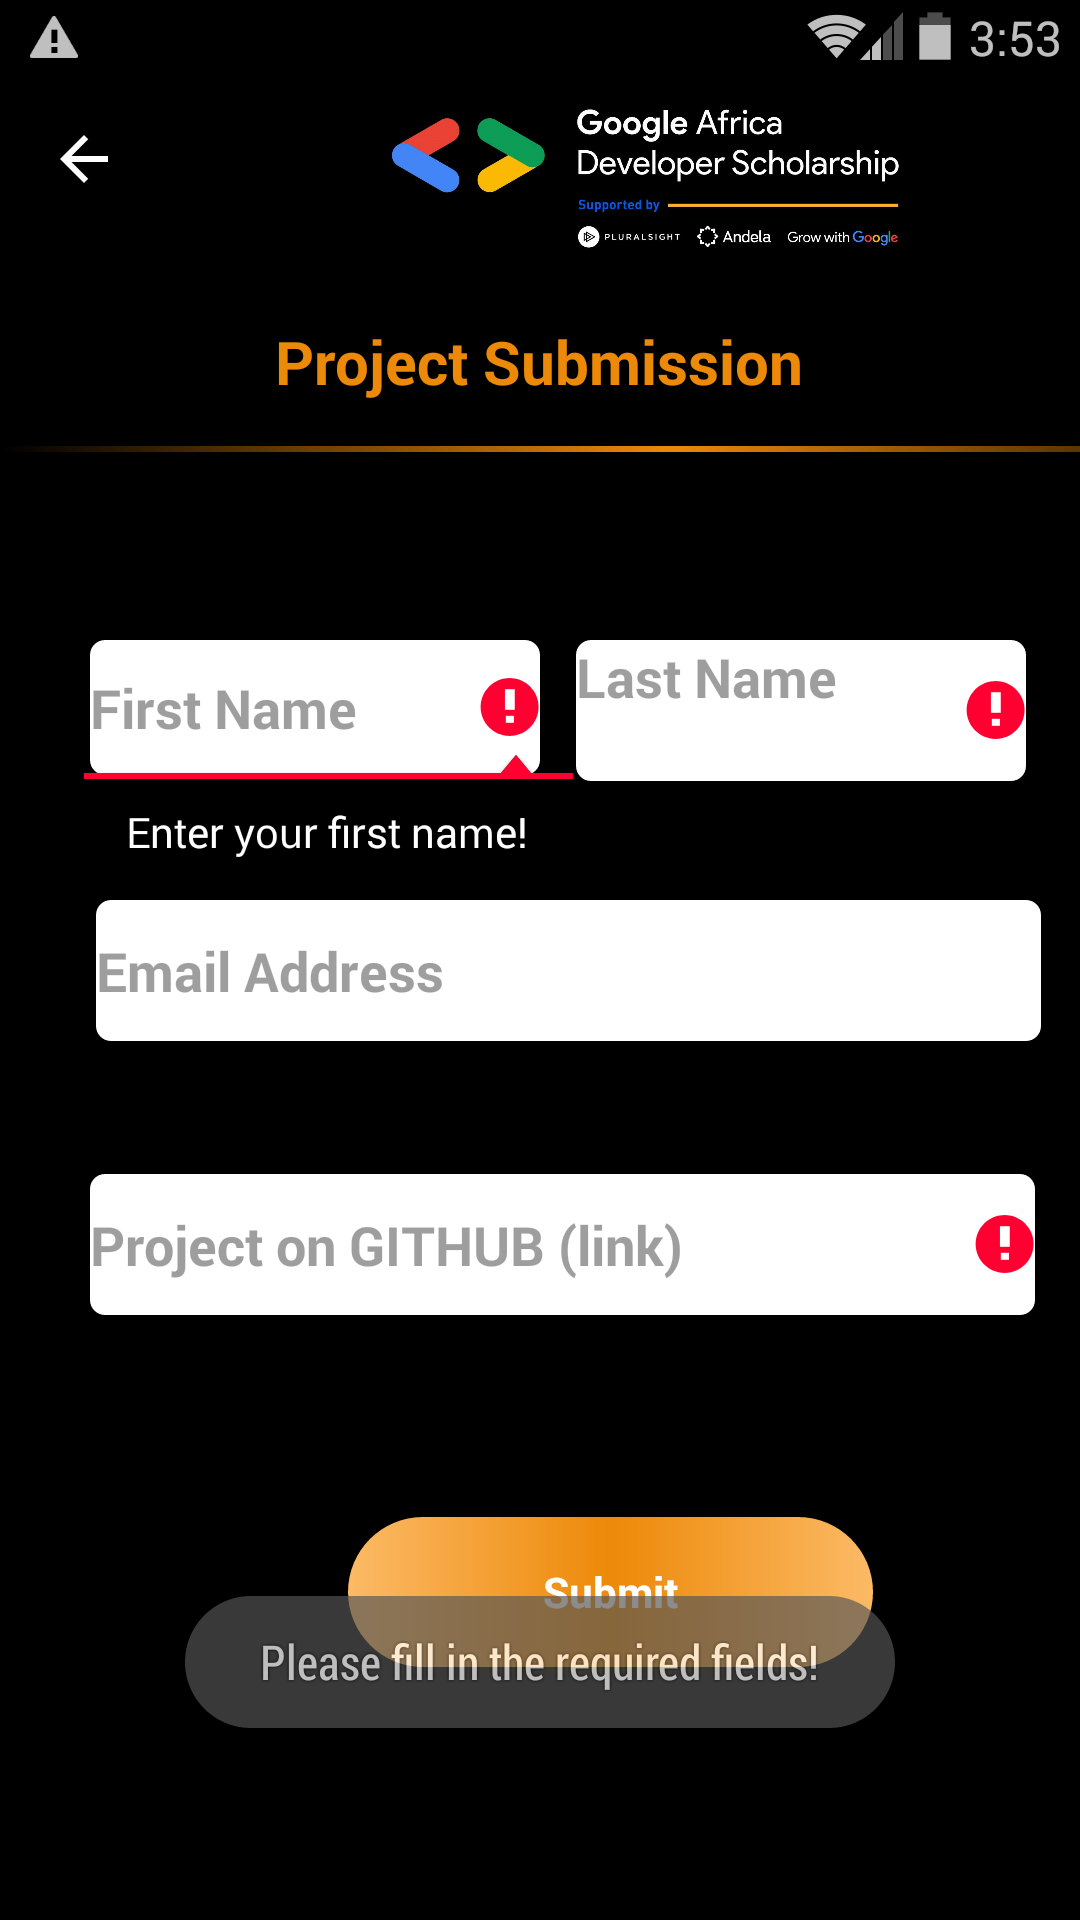 3:53
Google Africa
Developer Scholarship
Supported by
PLURALSIGHT Andela Grow with Google
Project Submission
First Name
Last Name
Enter your first name!
Email Address
Project on GITHUB (link)
Submit
Please fill in the required fields!